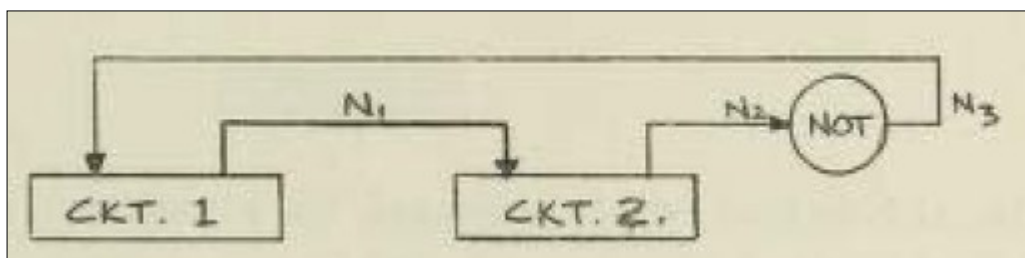 N₁
N₂
NOT
N₃
CKT. 1
CKT. 2.